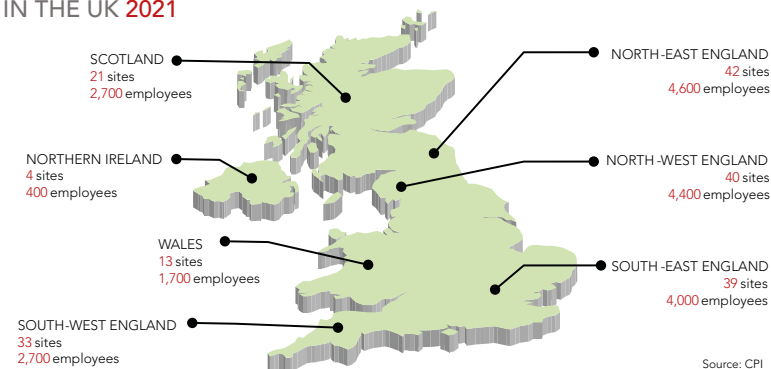 IN THE UK 2021
SCOTLAND
21 sites
2,700 employees
NORTH-EAST ENGLAND
42 sites
4,600 employees
NORTHERN IRELAND
4 sites
400 employees
NORTH-WEST ENGLAND
40 sites
4,400 employees
WALES
13 sites
1,700 employees
SOUTH-EAST ENGLAND
39 sites
4,000 employees
SOUTH-WEST ENGLAND
33 sites
2,700 employees
Source: CPI